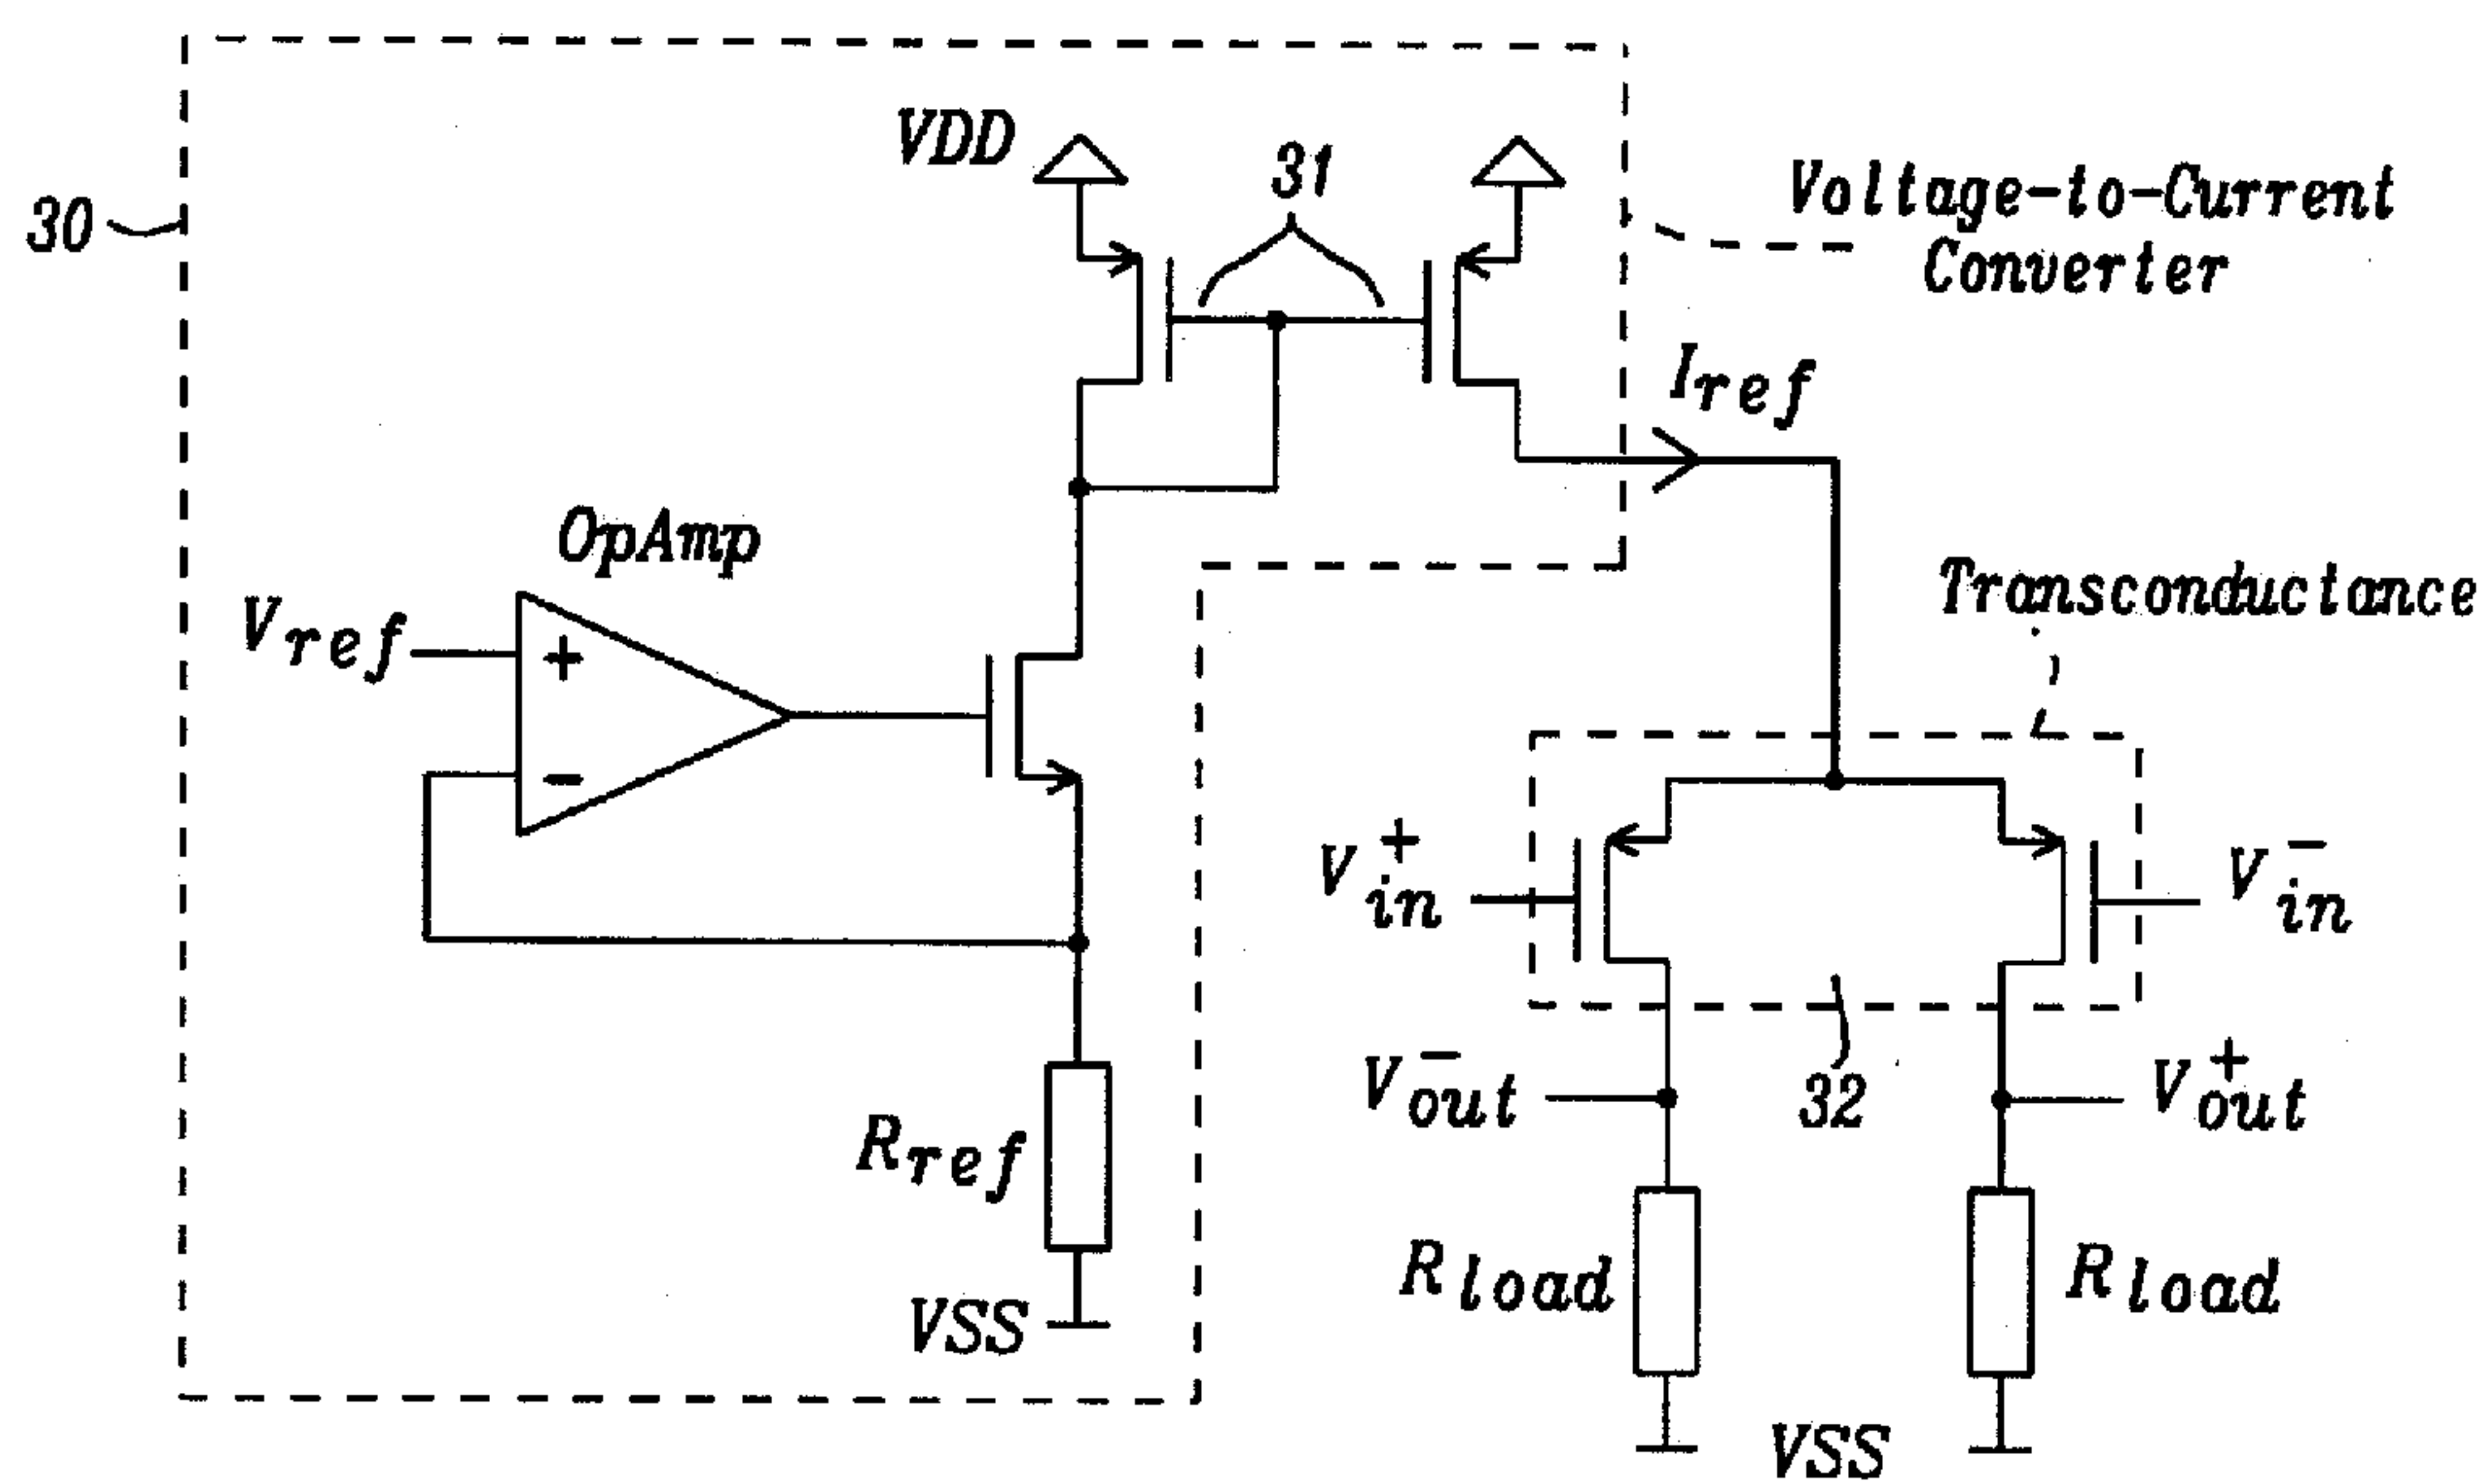 VDD
31
30
Voltage-to-Current
Converter
Iref
OpAmp
Vref
+
-
Transconductance
V+in
V-in
V-out
32
V+out
Rref
Rload
Rload
VSS
VSS